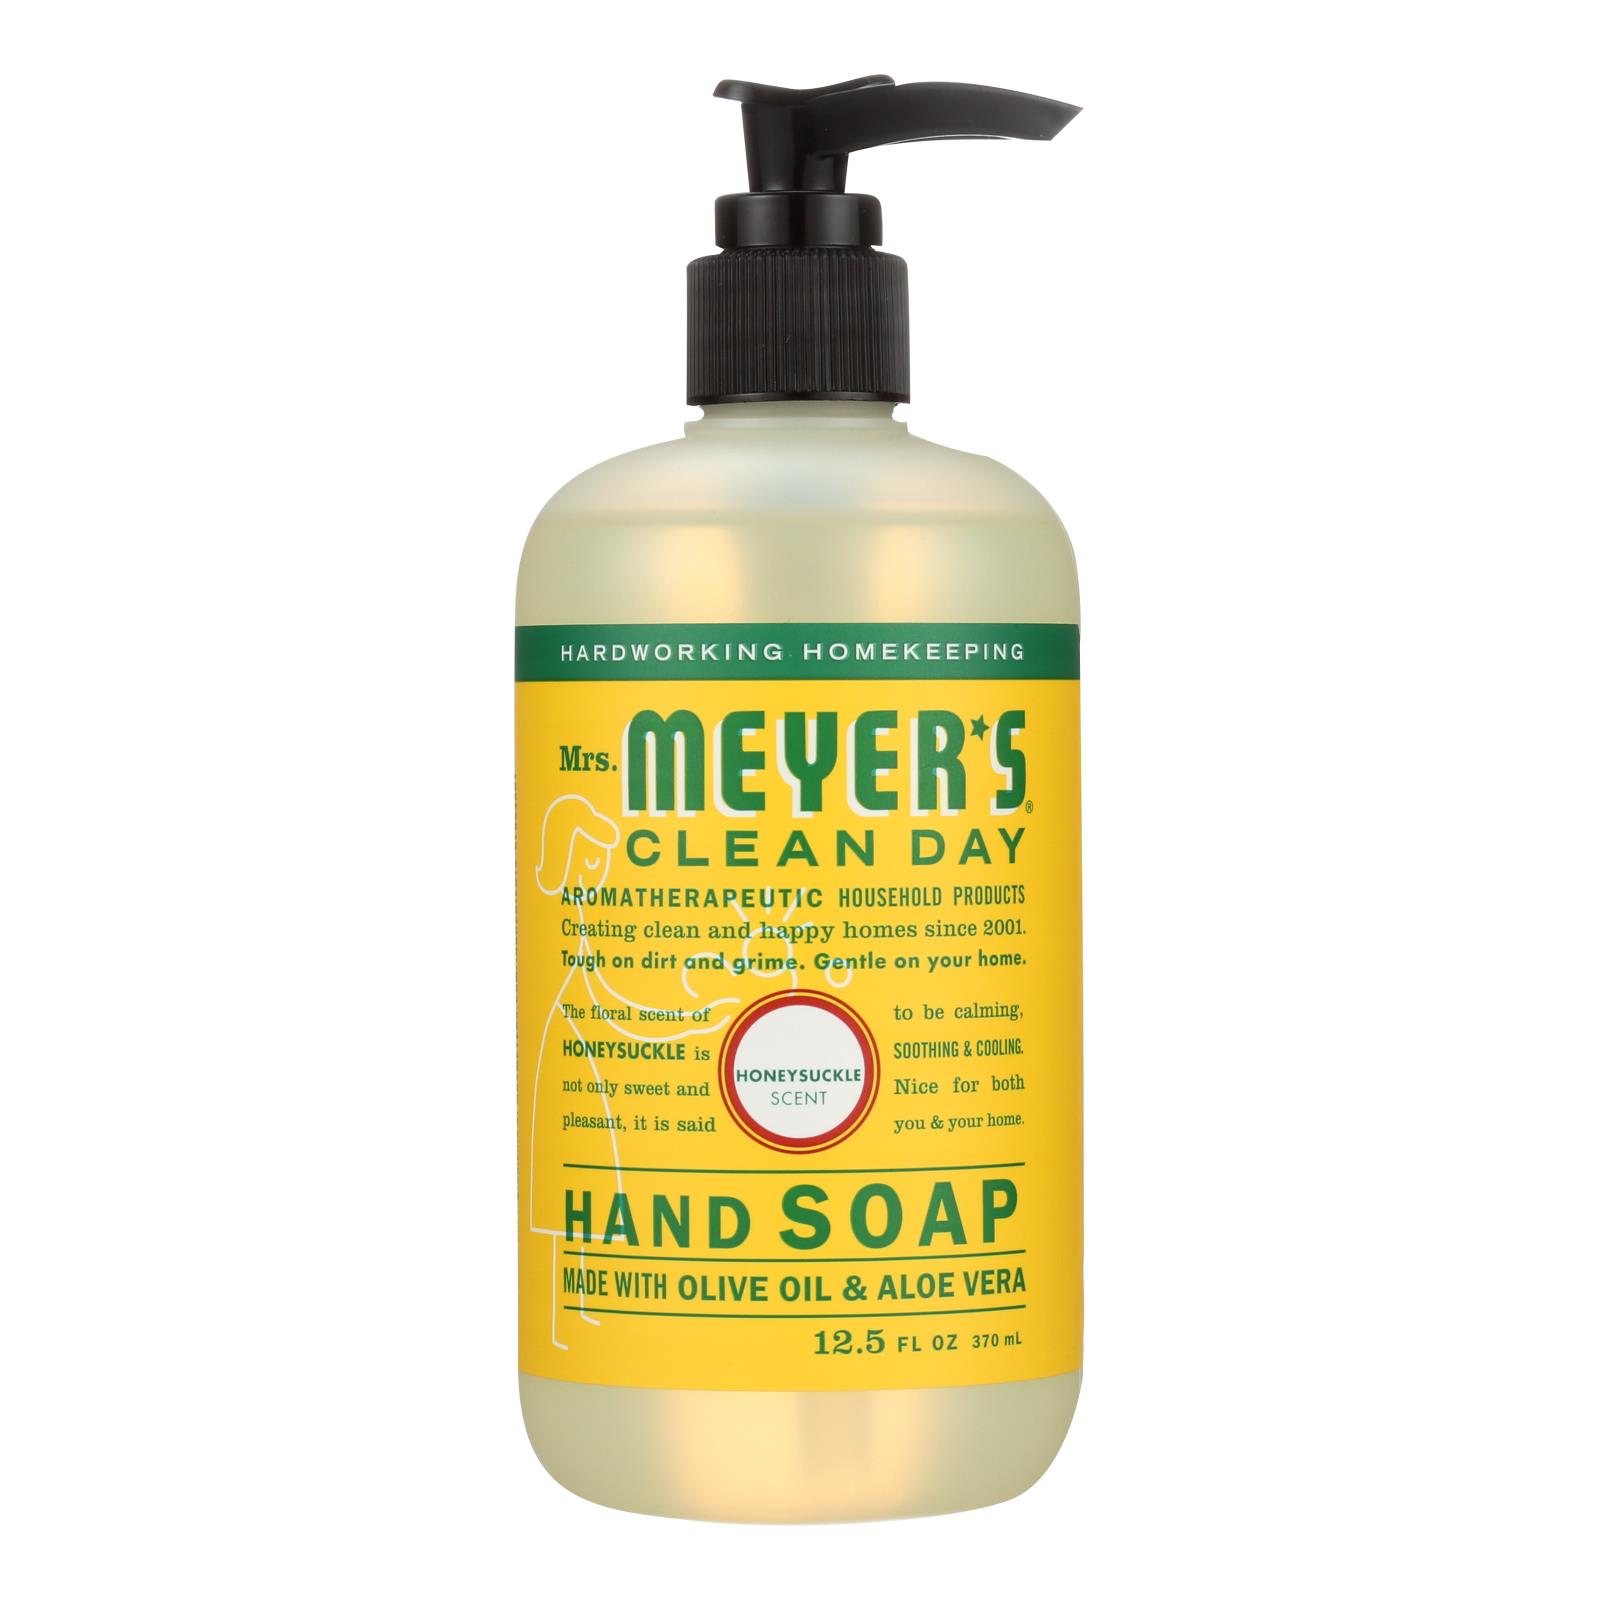 HARDWORKING HOMEKEEPING
Mrs. MEYER'S®
CLEAN DAY
AROMATHERAPEUTIC HOUSEHOLD PRODUCTS
Creating clean and happy homes since 2001.
Tough on dirt and grime. Gentle on your home.
The floral scent of
HONEYSUCKLE is
not only sweet and
pleasant, it is said
HONEYSUCKLE
SCENT
to be calming,
SOOTHING & COOLING.
Nice for both
you & your home.
HAND SOAP
MADE WITH OLIVE OIL & ALOE VERA
12.5 FL OZ 370 mL